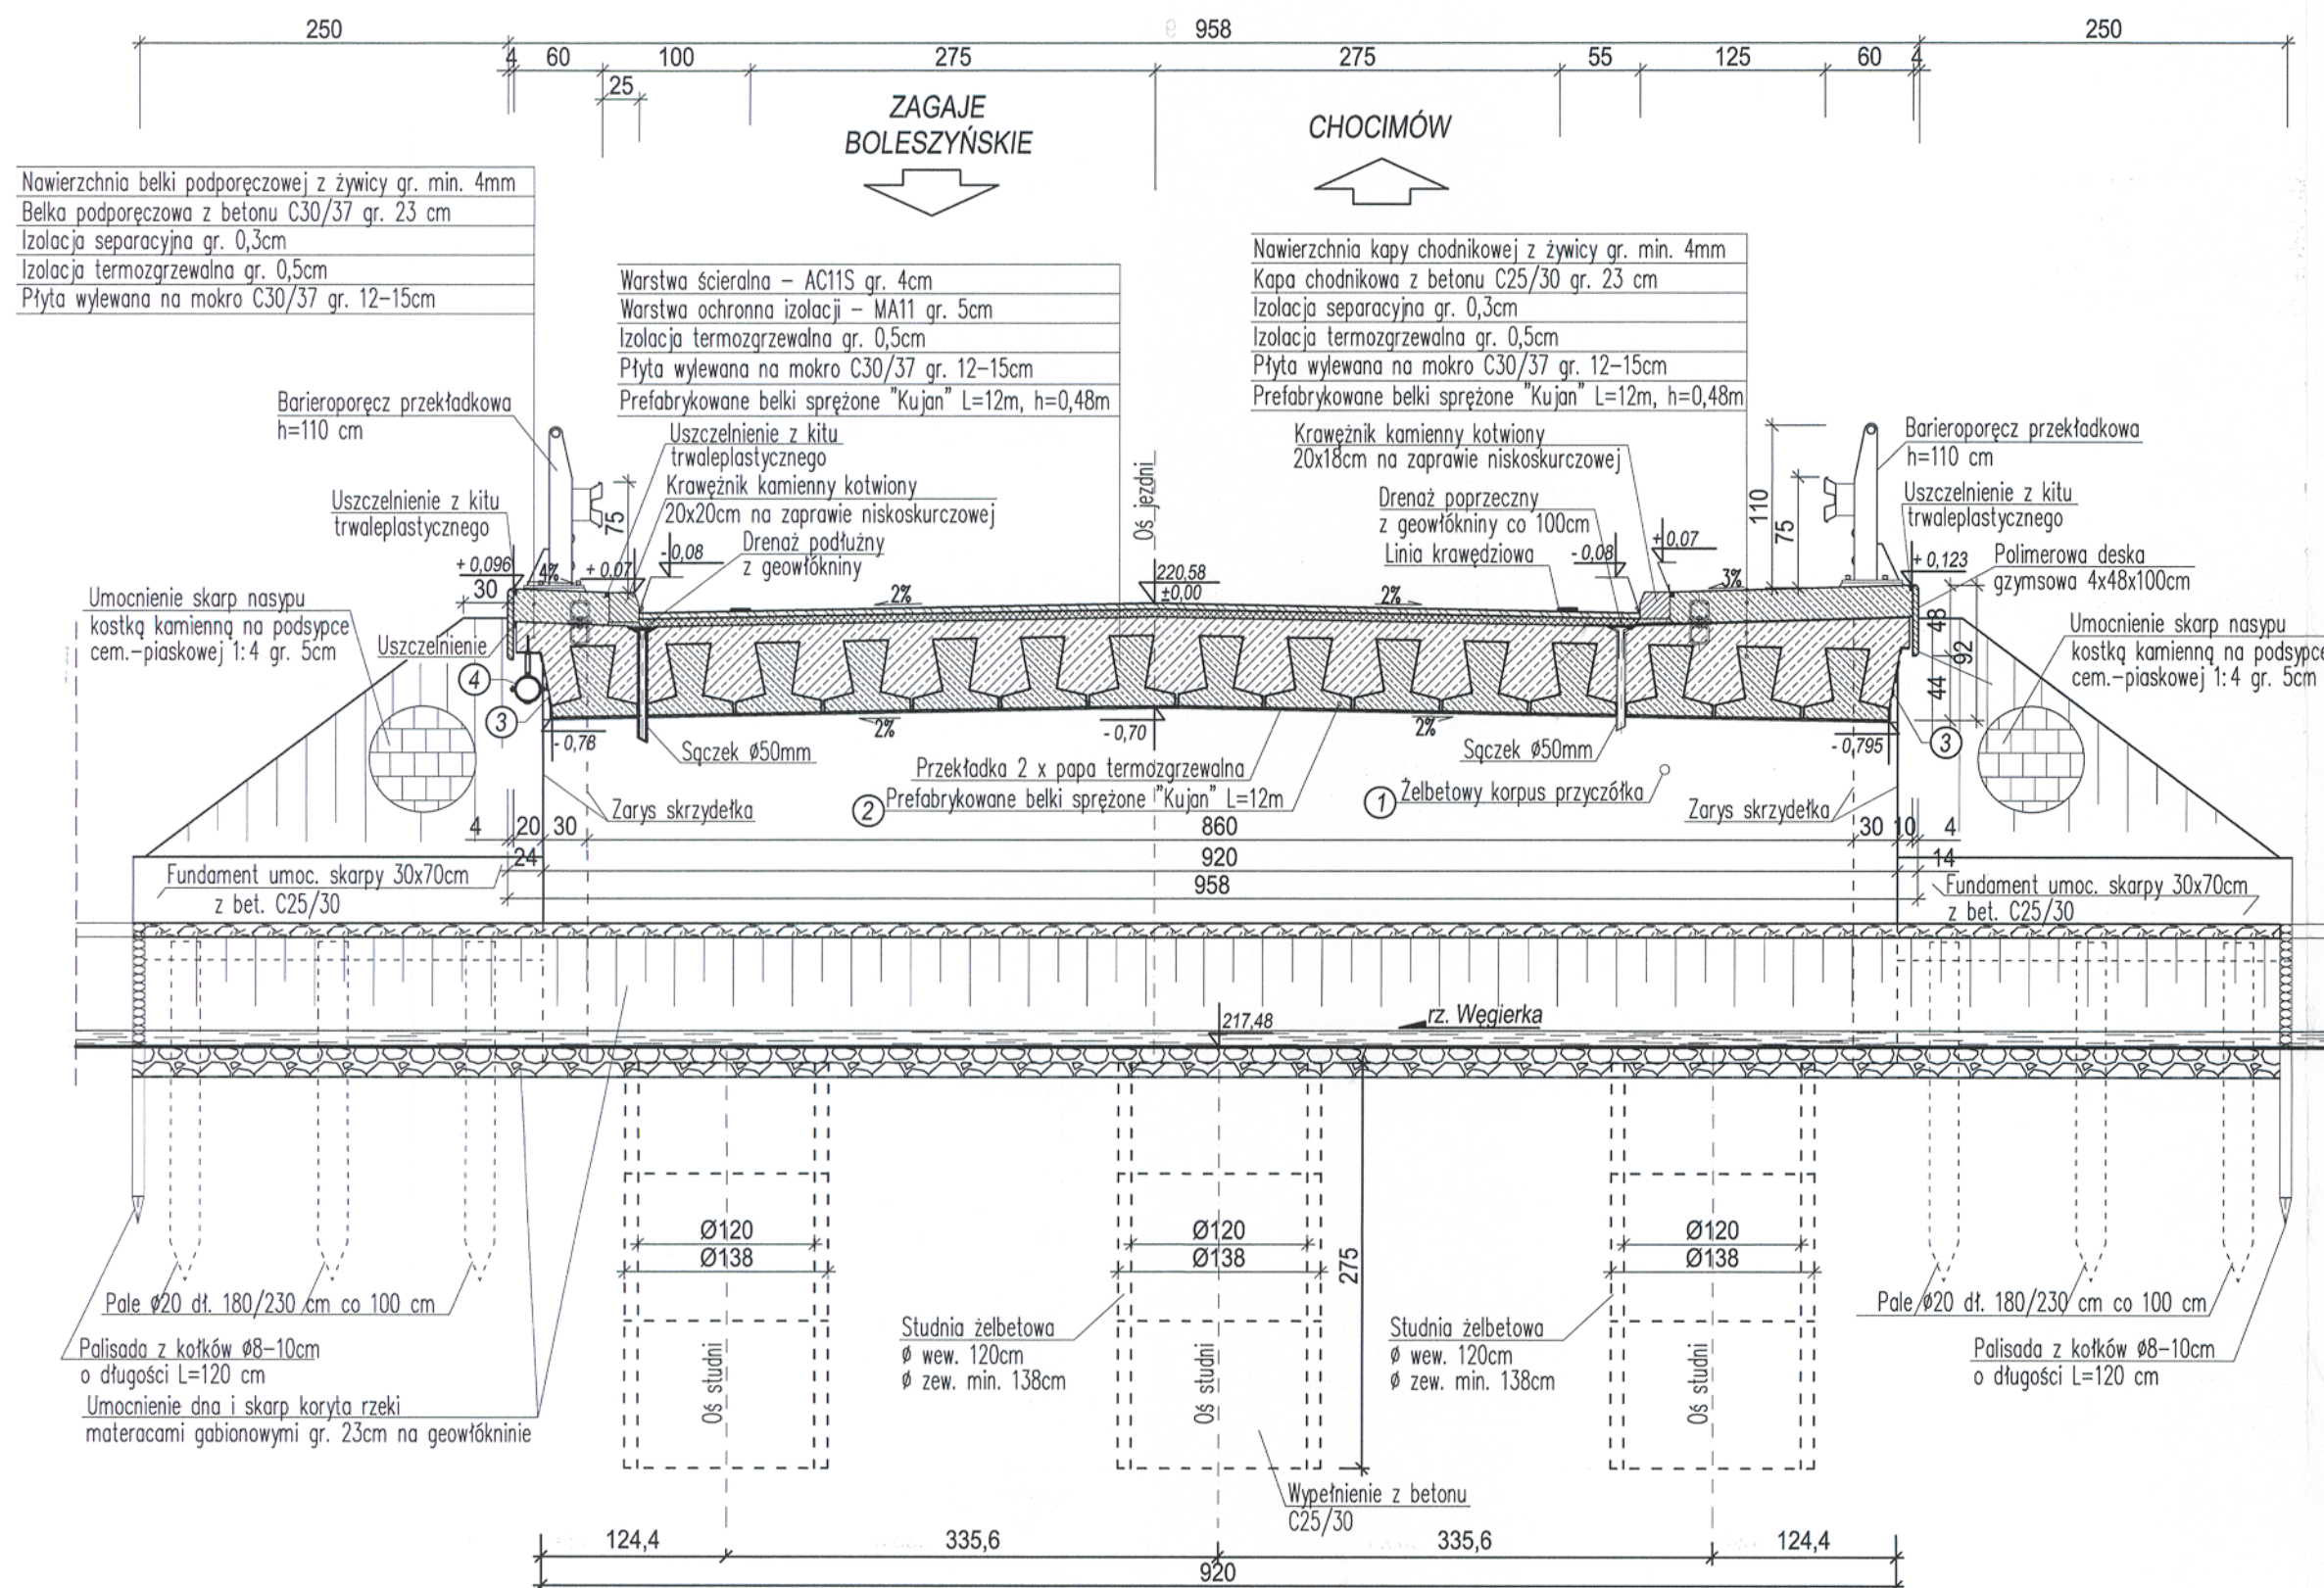 250
958
250
4
60
100
275
275
55
125
60
4
25
ZAGAJE
BOLESZYŃSKIE
CHOCIMÓW
Nawierzchnia belki podporęczowej z żywicy gr. min. 4mm
Belka podporęczowa z betonu C30/37 gr. 23 cm
Izolacja separacyjna gr. 0,3cm
Izolacja termozgrzewalna gr. 0,5cm
Płyta wylewana na mokro C30/37 gr. 12-15cm
Warstwa ścieralna - AC11S gr. 4cm
Warstwa ochronna izolacji - MA11 gr. 5cm
Izolacja termozgrzewalna gr. 0,5cm
Płyta wylewana na mokro C30/37 gr. 12-15cm
Prefabrykowane belki sprężone "Kujan" L=12m, h=0,48m
Nawierzchnia kapy chodnikowej z żywicy gr. min. 4mm
Kapa chodnikowa z betonu C25/30 gr. 23 cm
Izolacja separacyjna gr. 0,3cm
Izolacja termozgrzewalna gr. 0,5cm
Płyta wylewana na mokro C30/37 gr. 12-15cm
Prefabrykowane belki sprężone "Kujan" L=12m, h=0,48m
Barieroporęcz przekładkowa
h=110 cm
Uszczelnienie z kitu
trwaleplastycznego
Uszczelnienie z kitu
trwaleplastycznego
Krawężnik kamienny kotwiony
20x20cm na zaprawie niskoskurczowej
Drenaż podłużny
z geowłókniny
75
Oś jezdni
Krawężnik kamienny kotwiony
20x18cm na zaprawie niskoskurczowej
Drenaż poprzeczny
z geowłókniny co 100cm
Linia krawędziowa
110
75
Barieroporęcz przekładkowa
h=110 cm
Uszczelnienie z kitu
trwaleplastycznego
Polimerowa deska
gzymsowa 4x48x100cm
+ 0,096
4%
+ 0,07
- 0,08
2%
220,58
±0,00
2%
- 0,08
+ 0,07
3%
+ 0,123
30
Umocnienie skarp nasypu
kostką kamienną na podsypce
cem.-piaskowej 1:4 gr. 5cm
Uszczelnienie
4
3
48
92
44
Umocnienie skarp nasypu
kostką kamienną na podsypce
cem.-piaskowej 1:4 gr. 5cm
- 0,78
2%
- 0,70
2%
- 0,795
3
Sączek ø50mm
Sączek ø50mm
Przekładka 2 x papa termozgrzewalna
2
Prefabrykowane belki sprężone "Kujan" L=12m
1
Żelbetowy korpus przyczółka
Zarys skrzydełka
Zarys skrzydełka
4
20
30
860
30
10
4
24
920
14
958
Fundament umoc. skarpy 30x70cm
z bet. C25/30
Fundament umoc. skarpy 30x70cm
z bet. C25/30
217,48
rz. Węgierka
Ø120
Ø138
Ø120
Ø138
Ø120
Ø138
275
Pale ø20 dł. 180/230 cm co 100 cm
Pale ø20 dł. 180/230 cm co 100 cm
Palisada z kołków ø8-10cm
o długości L=120 cm
Palisada z kołków ø8-10cm
o długości L=120 cm
Umocnienie dna i skarp koryta rzeki
materacami gabionowymi gr. 23cm na geowłókninie
Studnia żelbetowa
ø wew. 120cm
ø zew. min. 138cm
Studnia żelbetowa
ø wew. 120cm
ø zew. min. 138cm
Oś studni
Oś studni
Oś studni
Wypełnienie z betonu
C25/30
124,4
335,6
335,6
124,4
920